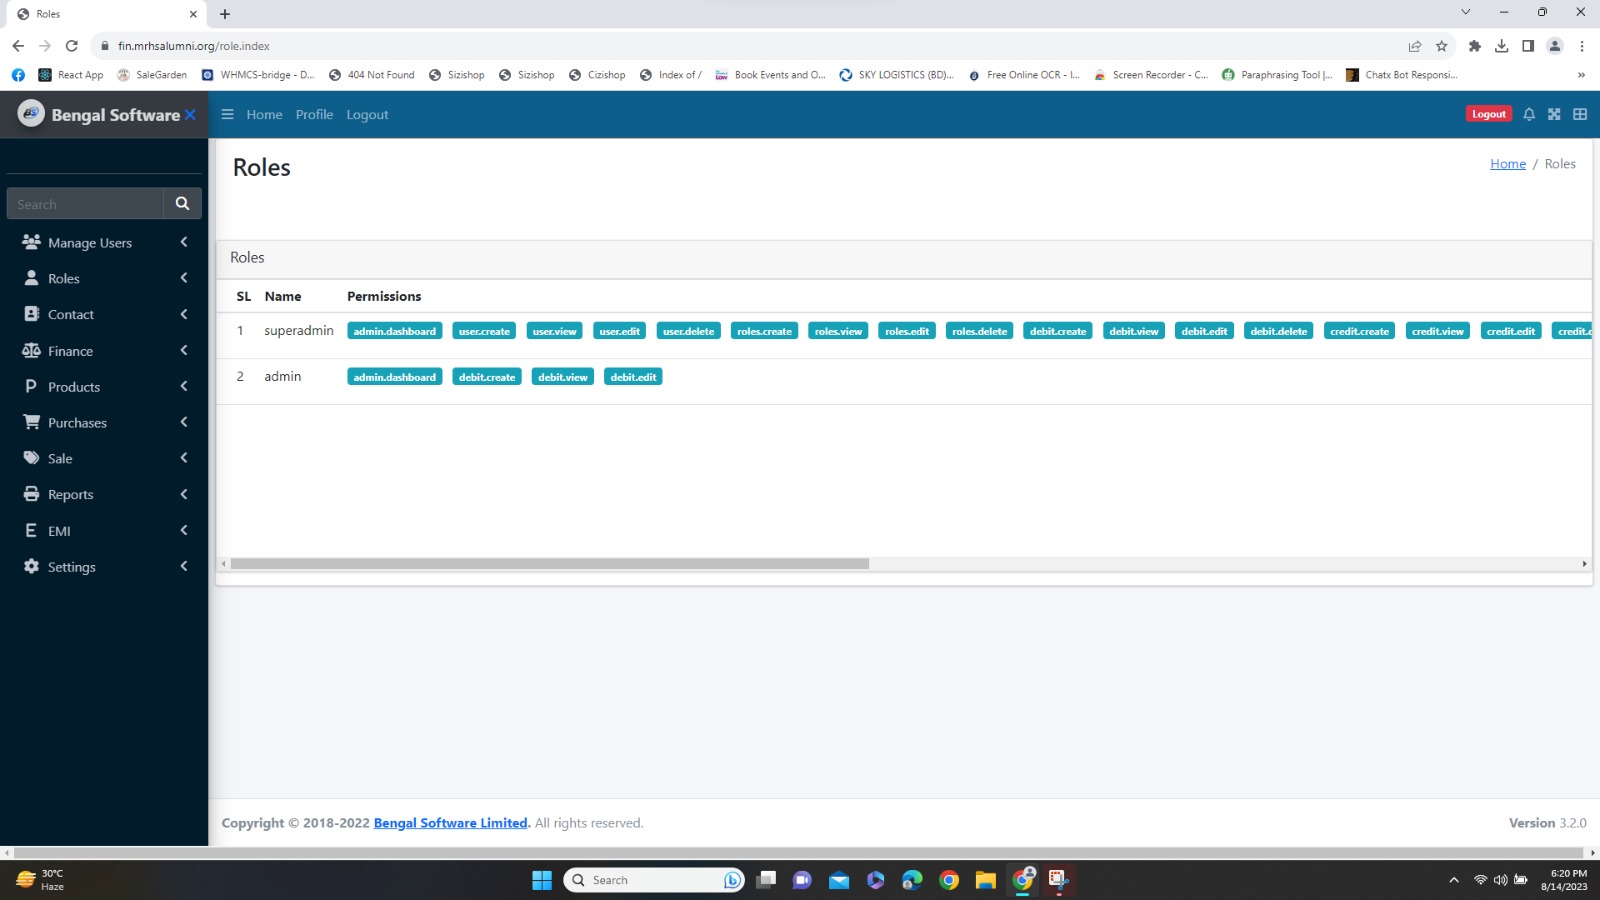 Roles
fin.mrhsalumni.org/role.index
React App SaleGarden WHMCS-bridge - D... 404 Not Found Sizishop Sizishop Cizishop Index of / Book Events and O... SKY LOGISTICS (BD)... Free Online OCR - I... Screen Recorder - C... Paraphrasing Tool |... Chatx Bot Responsi... »
Bengal Software Home Profile Logout Logout
Roles
Home / Roles
Search
Manage Users
Roles
Contact
Finance
P Products
Purchases
Sale
Reports
E EMI
Settings
Roles
SL Name Permissions
1 superadmin admin.dashboard user.create user.view user.edit user.delete roles.create roles.view roles.edit roles.delete debit.create debit.view debit.edit debit.delete credit.create credit.view credit.edit
2 admin admin.dashboard debit.create debit.view debit.edit
Copyright © 2018-2022 Bengal Software Limited. All rights reserved.
Version 3.2.0
30°C
Haze
Search
6:20 PM
8/14/2023